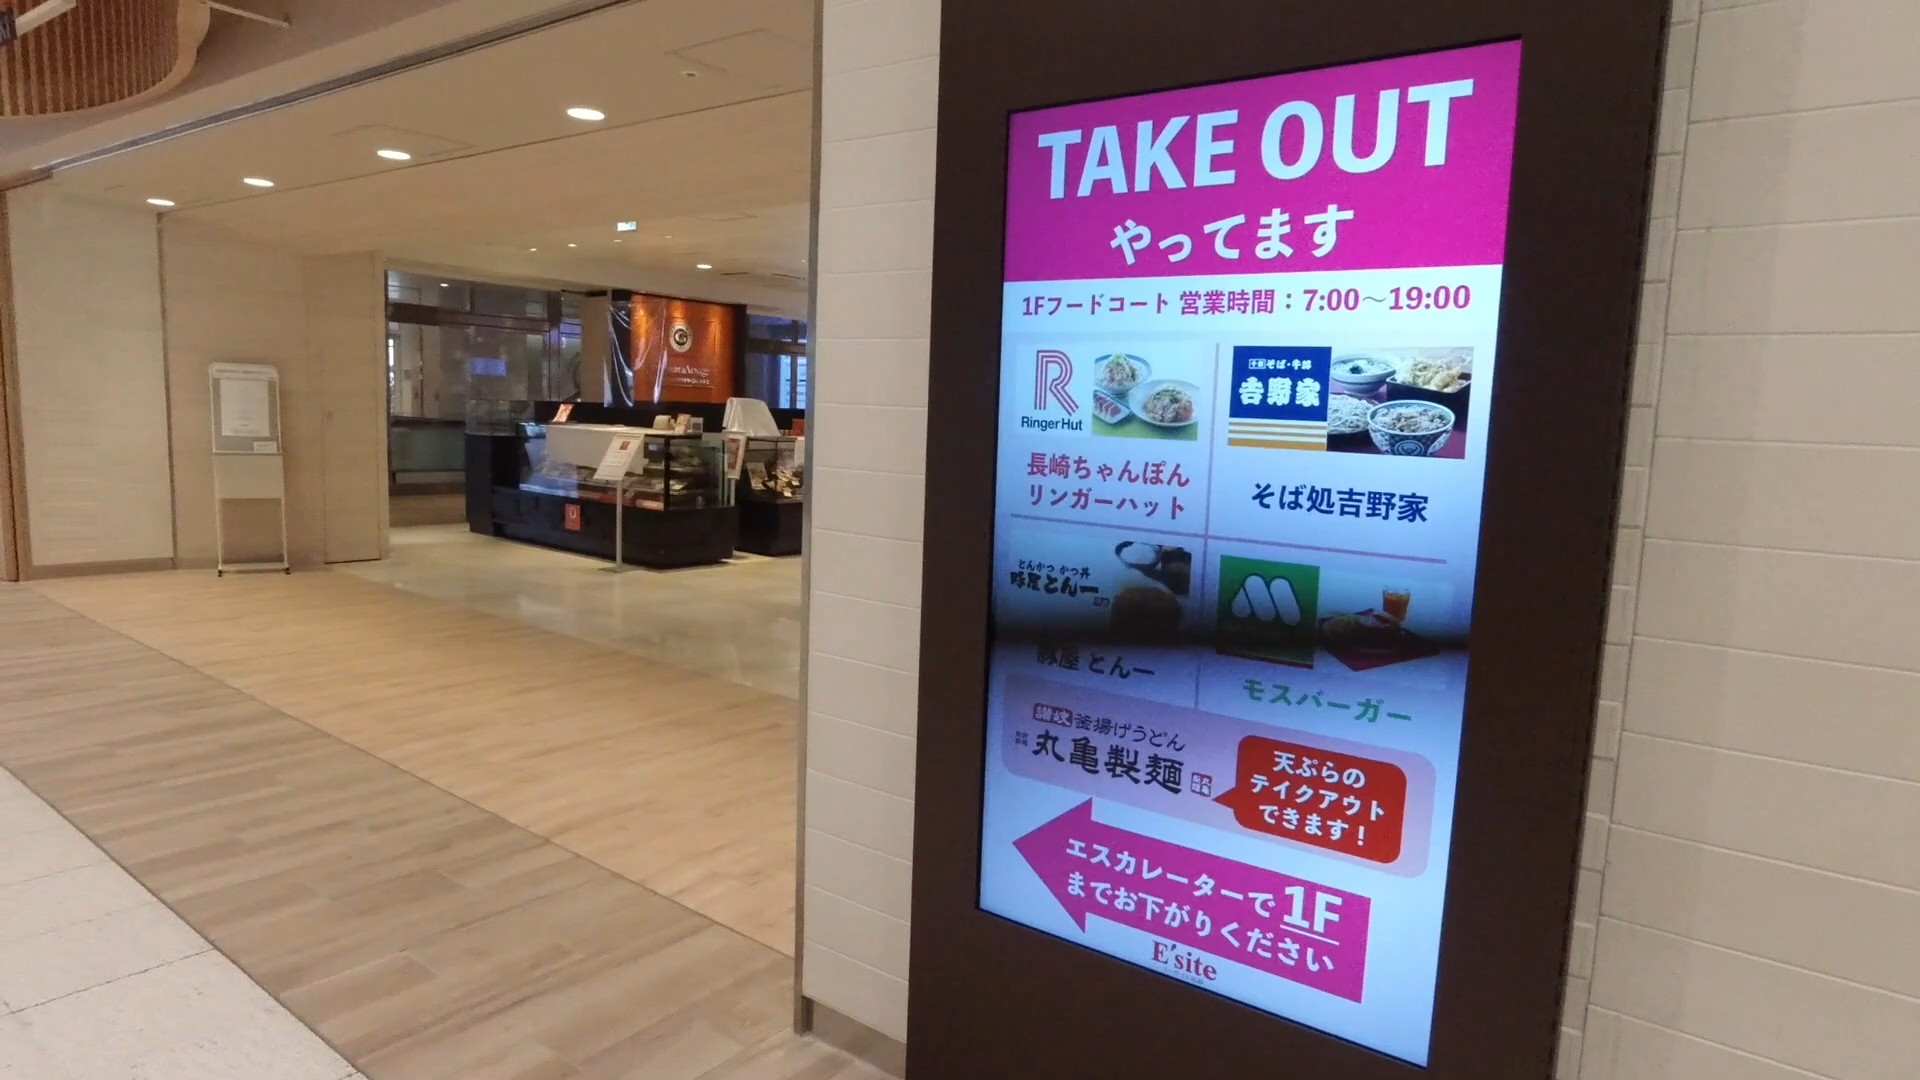 TAKE OUT
やってます
1Fフードコート 営業時間：7:00～19:00
RingerHut
長崎ちゃんぽん
リンガーハット
そば・牛丼
吉野家
そば処吉野家
とんかつ かつ丼
豚屋とん一
豚屋 とん一
モスバーガー
讃岐釜揚げうどん
丸亀製麺
天ぷらの
テイクアウト
できます！
エスカレーターで1F
までお下がりください
E'site